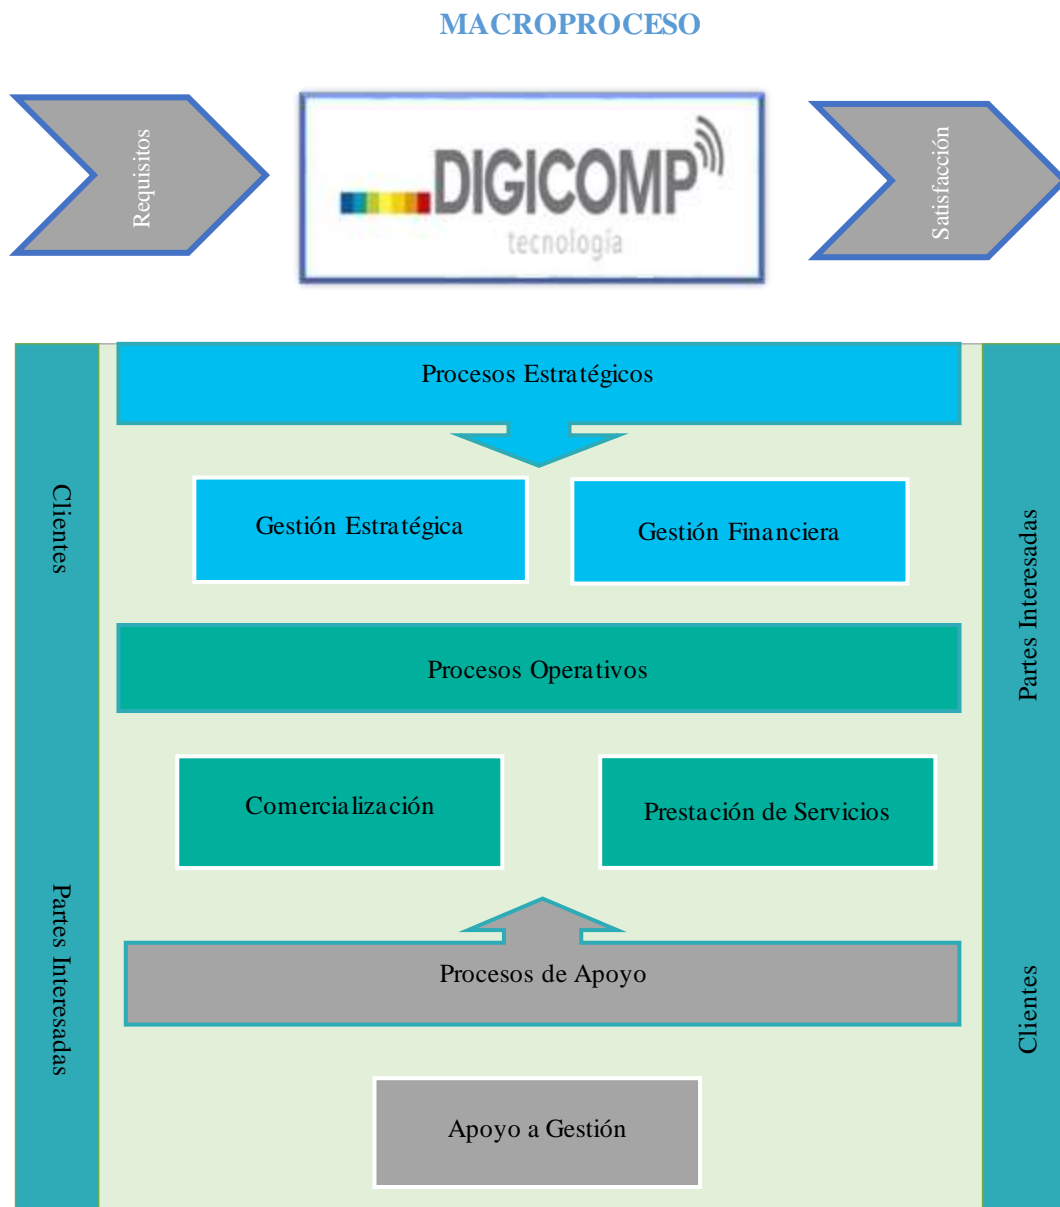 MACROPROCESO
Requisitos
DIGICOMP
tecnología
Satisfacción
Procesos Estratégicos
Clientes
Gestión Estratégica
Gestión Financiera
Partes Interesadas
Procesos Operativos
Comercialización
Prestación de Servicios
Partes Interesadas
Procesos de Apoyo
Clientes
Apoyo a Gestión